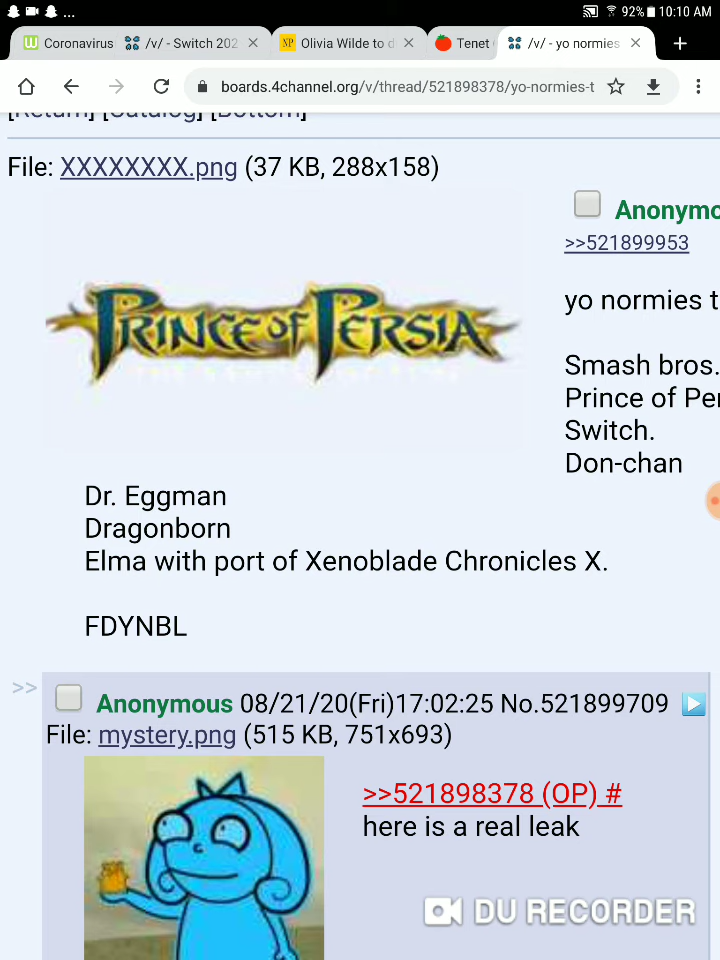 92% 10:10 AM
Coronavirus
/v/ - Switch 202
NP Olivia Wilde to d
Tenet
/v/ - yo normies
boards.4channel.org/v/thread/521898378/yo-normies-t
[Return] [Catalog] [Bottom]
File: XXXXXXXX.png (37 KB, 288x158)
PRINCE OF PERSIA
Anonymo
>>521899953
yo normies t
Smash bros.
Prince of Per
Switch.
Don-chan
Dr. Eggman
Dragonborn
Elma with port of Xenoblade Chronicles X.
FDYNBL
>> Anonymous 08/21/20(Fri)17:02:25 No.521899709
File: mystery.png (515 KB, 751x693)
>>521898378 (OP) #
here is a real leak
DU RECORDER